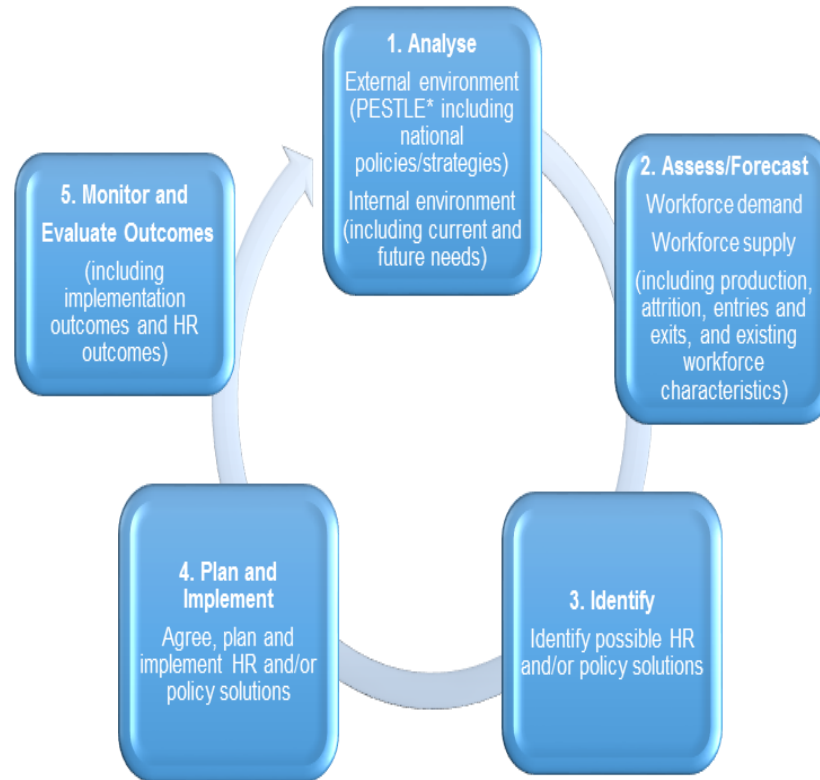 1. Analyse
External environment
(PESTLE* including
national
policies/strategies)
Internal environment
(including current and
future needs)
2. Assess/Forecast
Workforce demand
Workforce supply
(including production,
attrition, entries and
exits, and existing
workforce
characteristics)
3. Identify
Identify possible HR
and/or policy solutions
4. Plan and
Implement
Agree, plan and
implement HR and/or
policy solutions
5. Monitor and
Evaluate Outcomes
(including
implementation
outcomes and HR
outcomes)